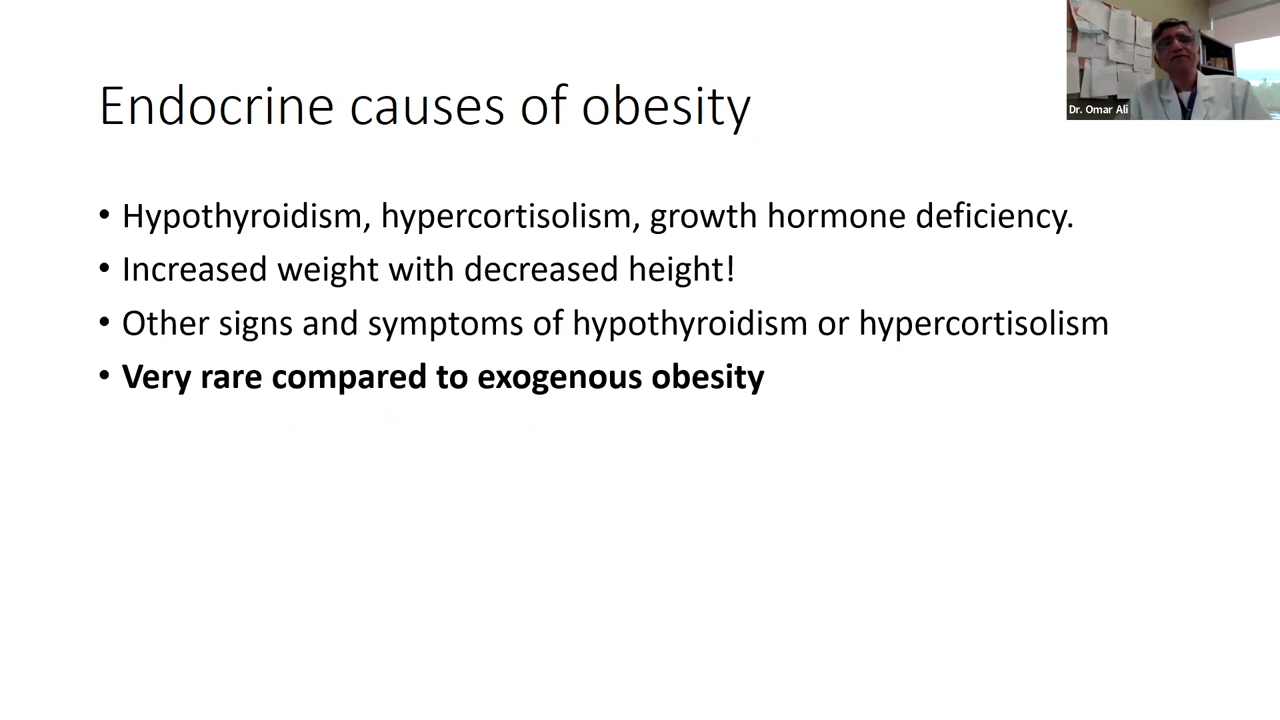 Endocrine causes of obesity
Dr. Omar Ali
• Hypothyroidism, hypercortisolism, growth hormone deficiency.
• Increased weight with decreased height!
• Other signs and symptoms of hypothyroidism or hypercortisolism
• Very rare compared to exogenous obesity